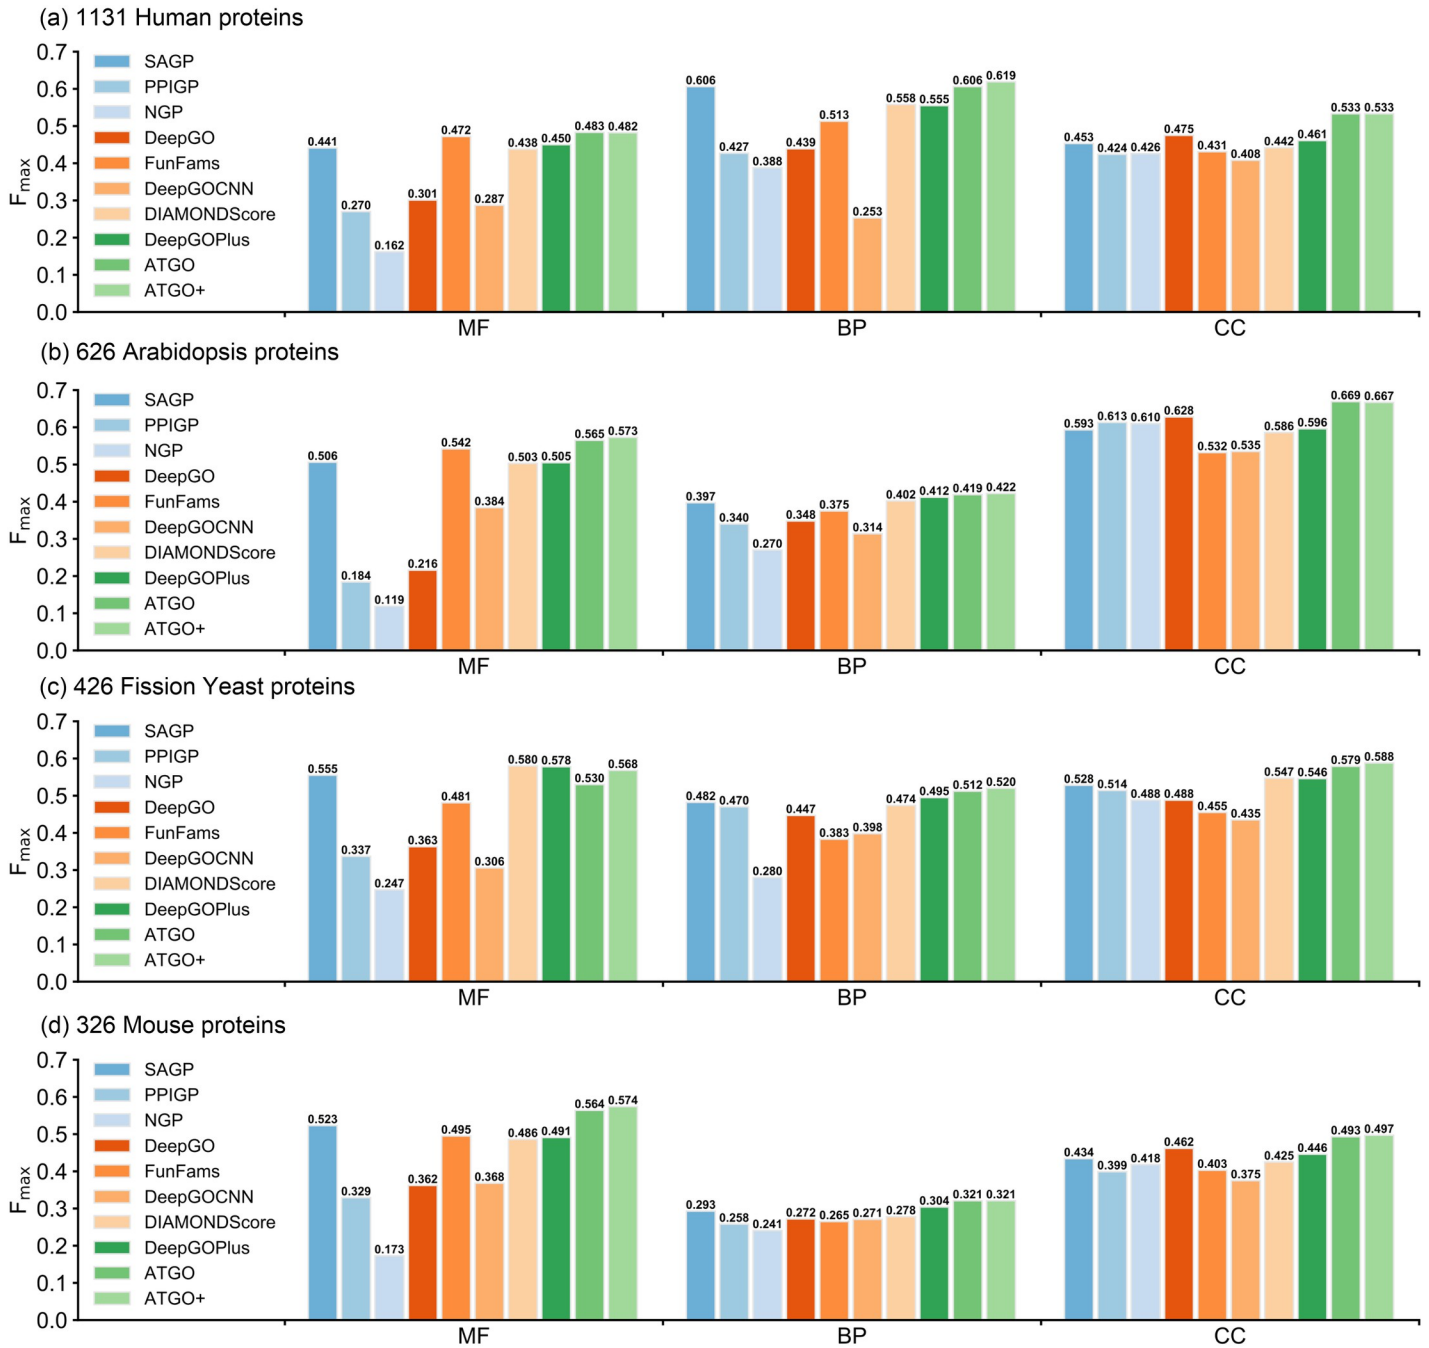 (a) 1131 Human proteins
0.7
0.6
0.5
0.4
0.3
0.2
0.1
0.0
Fmax
SAGP
PPIGP
NGP
DeepGO
FunFams
DeepGOCNN
DIAMONDScore
DeepGOPlus
ATGO
ATGO+
0.441 0.270 0.162 0.301 0.472 0.287 0.438 0.450 0.483 0.482
0.606 0.427 0.388 0.439 0.513 0.253 0.558 0.555 0.606 0.619
0.453 0.424 0.426 0.475 0.431 0.408 0.442 0.461 0.533 0.533
MF BP CC
(b) 626 Arabidopsis proteins
0.7
0.6
0.5
0.4
0.3
0.2
0.1
0.0
Fmax
SAGP
PPIGP
NGP
DeepGO
FunFams
DeepGOCNN
DIAMONDScore
DeepGOPlus
ATGO
ATGO+
0.506 0.184 0.119 0.216 0.542 0.384 0.503 0.505 0.565 0.573
0.397 0.340 0.270 0.348 0.375 0.314 0.402 0.412 0.419 0.422
0.593 0.613 0.610 0.628 0.532 0.535 0.586 0.596 0.669 0.667
MF BP CC
(c) 426 Fission Yeast proteins
0.7
0.6
0.5
0.4
0.3
0.2
0.1
0.0
Fmax
SAGP
PPIGP
NGP
DeepGO
FunFams
DeepGOCNN
DIAMONDScore
DeepGOPlus
ATGO
ATGO+
0.555 0.337 0.247 0.363 0.481 0.306 0.580 0.578 0.530 0.568
0.482 0.470 0.280 0.447 0.383 0.398 0.474 0.495 0.512 0.520
0.528 0.514 0.488 0.488 0.455 0.435 0.547 0.546 0.579 0.588
MF BP CC
(d) 326 Mouse proteins
0.7
0.6
0.5
0.4
0.3
0.2
0.1
0.0
Fmax
SAGP
PPIGP
NGP
DeepGO
FunFams
DeepGOCNN
DIAMONDScore
DeepGOPlus
ATGO
ATGO+
0.523 0.329 0.173 0.362 0.495 0.368 0.486 0.491 0.564 0.574
0.293 0.258 0.241 0.272 0.265 0.271 0.278 0.304 0.321 0.321
0.434 0.399 0.418 0.462 0.403 0.375 0.425 0.446 0.493 0.497
MF BP CC